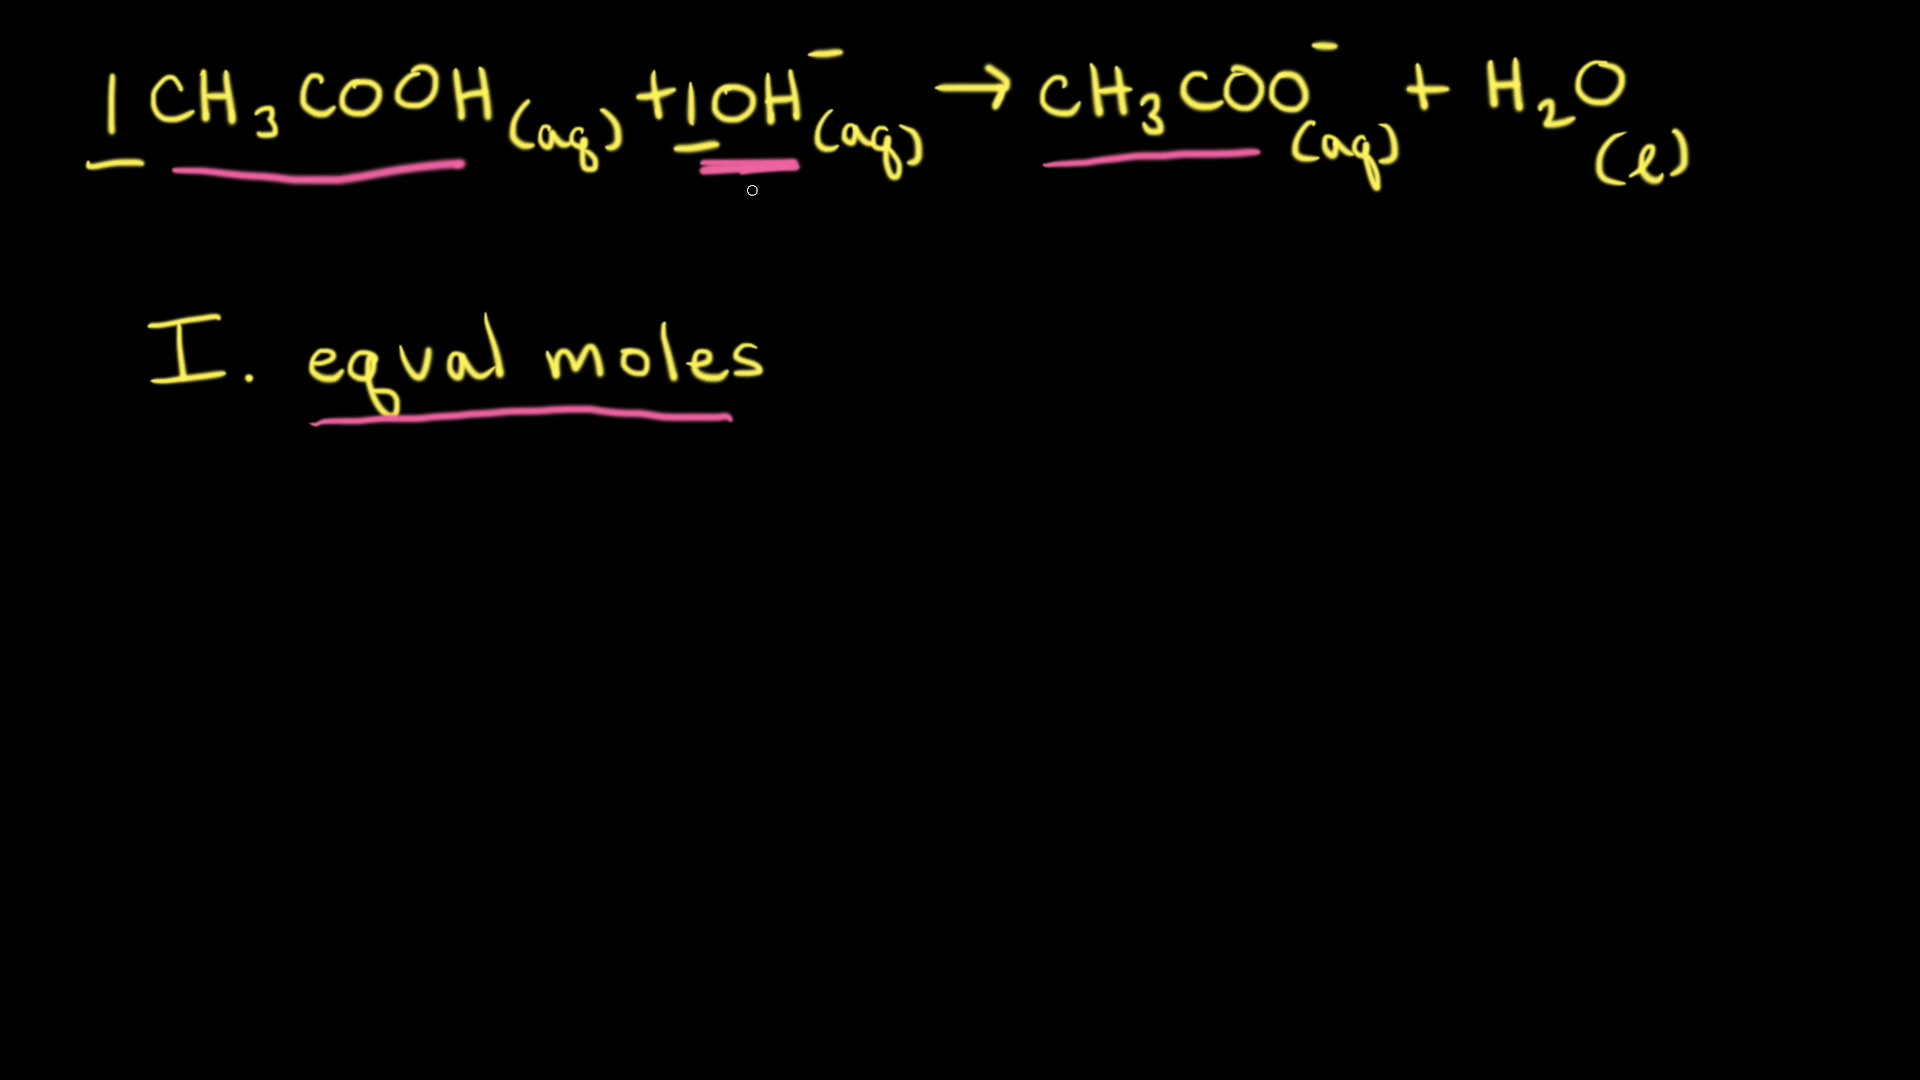 1 CH₃COOH(aq) + 1 OH⁻(aq) → CH₃COO⁻(aq) + H₂O(l)
I. equal moles